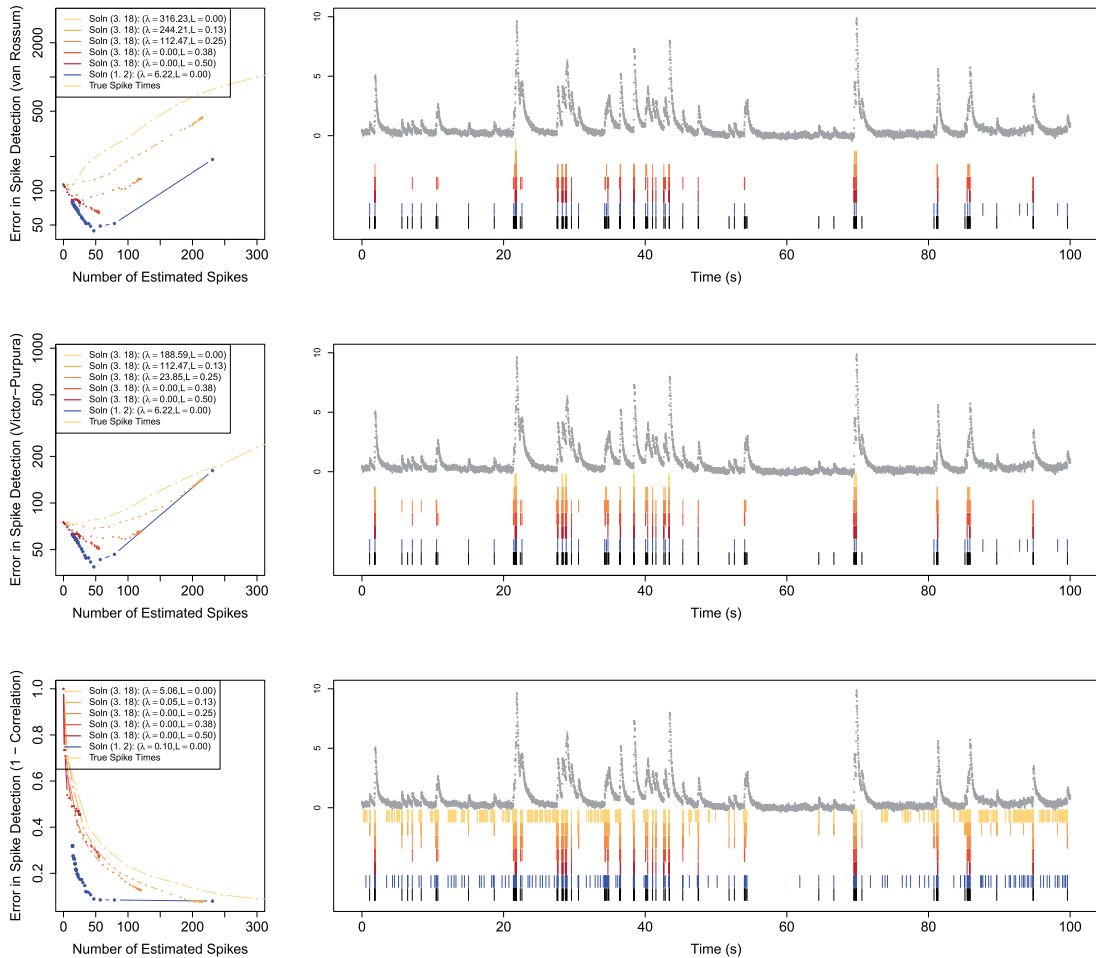 Error in Spike Detection (van Rossum)
2000
500
100
50
Soln (3. 18): (λ = 316.23,L = 0.00)
Soln (3. 18): (λ = 244.21,L = 0.13)
Soln (3. 18): (λ = 112.47,L = 0.25)
Soln (3. 18): (λ = 0.00,L = 0.38)
Soln (3. 18): (λ = 0.00,L = 0.50)
Soln (1. 2): (λ = 6.22,L = 0.00)
True Spike Times
0 50 100 150 200 250 300
Number of Estimated Spikes
10
5
0
0 20 40 60 80 100
Time (s)
Error in Spike Detection (Victor−Purpura)
1000
500
200
100
50
Soln (3. 18): (λ = 188.59,L = 0.00)
Soln (3. 18): (λ = 112.47,L = 0.13)
Soln (3. 18): (λ = 23.85,L = 0.25)
Soln (3. 18): (λ = 0.00,L = 0.38)
Soln (3. 18): (λ = 0.00,L = 0.50)
Soln (1. 2): (λ = 6.22,L = 0.00)
True Spike Times
0 50 100 150 200 250 300
Number of Estimated Spikes
10
5
0
0 20 40 60 80 100
Time (s)
Error in Spike Detection (1 − Correlation)
1.0
0.8
0.6
0.4
0.2
Soln (3. 18): (λ = 5.06,L = 0.00)
Soln (3. 18): (λ = 0.05,L = 0.13)
Soln (3. 18): (λ = 0.00,L = 0.25)
Soln (3. 18): (λ = 0.00,L = 0.38)
Soln (3. 18): (λ = 0.00,L = 0.50)
Soln (1. 2): (λ = 0.10,L = 0.00)
True Spike Times
0 50 100 150 200 250 300
Number of Estimated Spikes
10
5
0
0 20 40 60 80 100
Time (s)